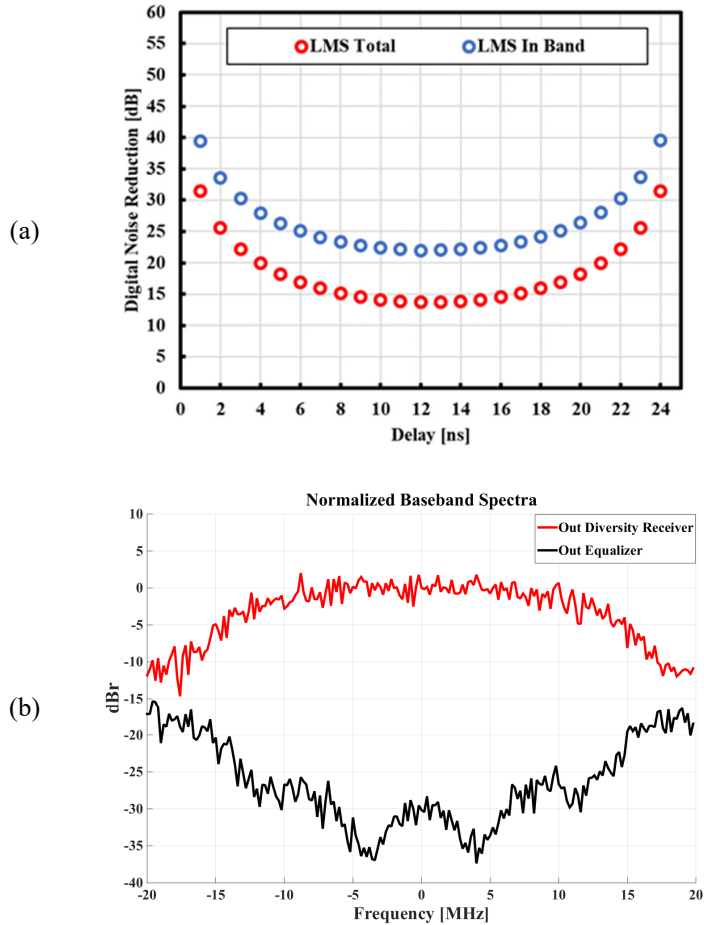 (a)
Digital Noise Reduction [dB]
LMS Total LMS In Band
60
55
50
45
40
35
30
25
20
15
10
5
0
0 2 4 6 8 10 12 14 16 18 20 22 24
Delay [ns]
(b)
Normalized Baseband Spectra
Out Diversity Receiver
Out Equalizer
dBr
10
5
0
-5
-10
-15
-20
-25
-30
-35
-40
-20 -15 -10 -5 0 5 10 15 20
Frequency [MHz]